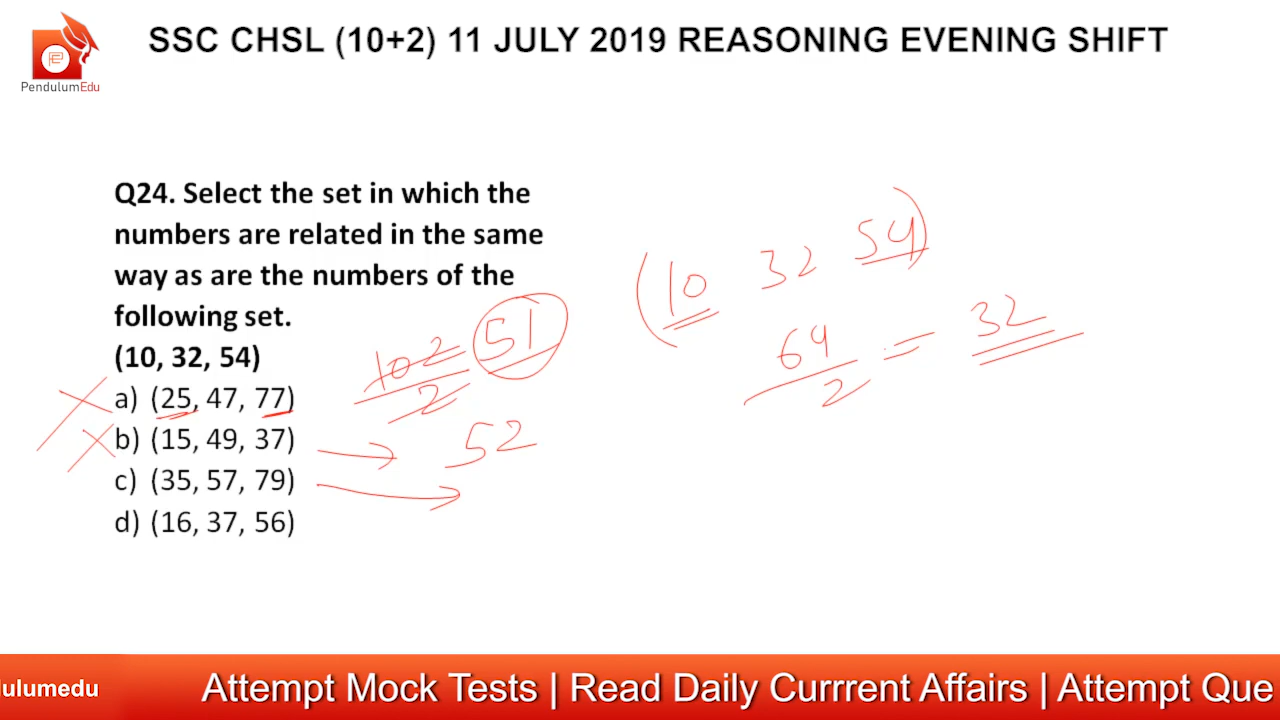 SSC CHSL (10+2) 11 JULY 2019 REASONING EVENING SHIFT
PendulumEdu
Q24. Select the set in which the
numbers are related in the same
way as are the numbers of the
following set.
(10, 32, 54)
a) (25, 47, 77)
b) (15, 49, 37)
c) (35, 57, 79)
d) (16, 37, 56)
102
2
51
52
(10 32 54)
64
2
= 32
lulumedu
Attempt Mock Tests | Read Daily Currrent Affairs | Attempt Que